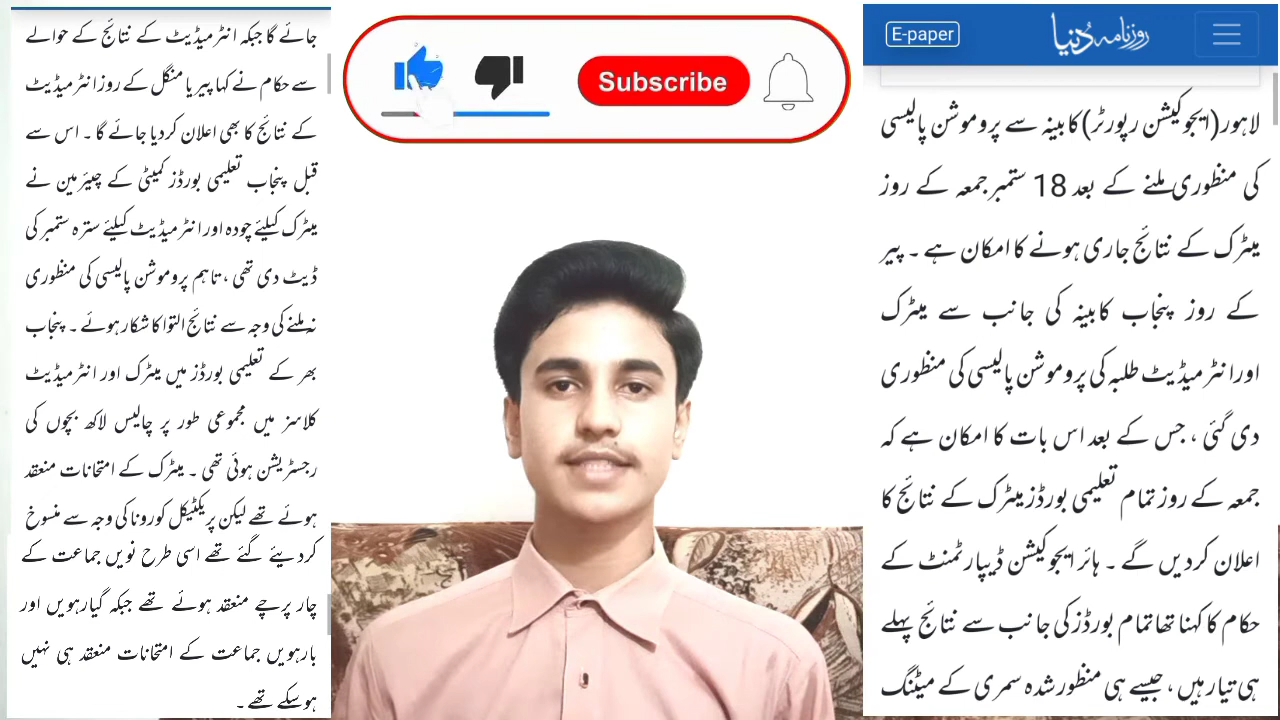 E-paper
روزنامہ دنیا
لاہور(ایجوکیشن رپورٹر)کابینہ سے پروموشن پالیسی
کی منظوری ملنے کے بعد 18 ستمبر جمعہ کے روز
میٹرک کے نتائج جاری ہونے کا امکان ہے ۔ پیر
کے روز پنجاب کابینہ کی جانب سے میٹرک
اورانٹرمیڈیٹ طلبہ کی پروموشن پالیسی کی منظوری
دی گئی ، جس کے بعد اس بات کا امکان ہے کہ
جمعہ کے روز تمام تعلیمی بورڈز میٹرک کے نتائج کا
اعلان کردیں گے ۔ ہائر ایجوکیشن ڈیپارٹمنٹ کے
حکام کا کہنا تھا تمام بورڈز کی جانب سے نتائج پہلے
ہی تیار ہیں ، جیسے ہی منظور شدہ سمری کے میٹنگ
Subscribe
جائے گا جبکہ انٹرمیڈیٹ کے نتائج کے حوالے
سے حکام نے کہا پیر یا منگل کے روز انٹرمیڈیٹ
کے نتائج کا بھی اعلان کردیا جائے گا ۔ اس سے
قبل پنجاب تعلیمی بورڈز کمیٹی کے چیئرمین نے
میٹرک کیلئے چودہ اور انٹرمیڈیٹ کیلئے سترہ ستمبر کی
ڈیٹ دی تھی ، تاہم پروموشن پالیسی کی منظوری
نہ ملنے کی وجہ سے نتائج التوا کا شکار ہوئے ۔ پنجاب
بھر کے تعلیمی بورڈز میں میٹرک اور انٹرمیڈیٹ
کلاسز میں مجموعی طور پر چالیس لاکھ بچوں کی
رجسٹریشن ہوئی تھی ۔ میٹرک کے امتحانات منعقد
ہوئے تھے لیکن پریکٹیکل کورونا کی وجہ سے منسوخ
کردیئے گئے تھے اسی طرح نویں جماعت کے
چار پرچے منعقد ہوئے تھے جبکہ گیارہویں اور
بارہویں جماعت کے امتحانات منعقد ہی نہیں
ہوسکے تھے ۔